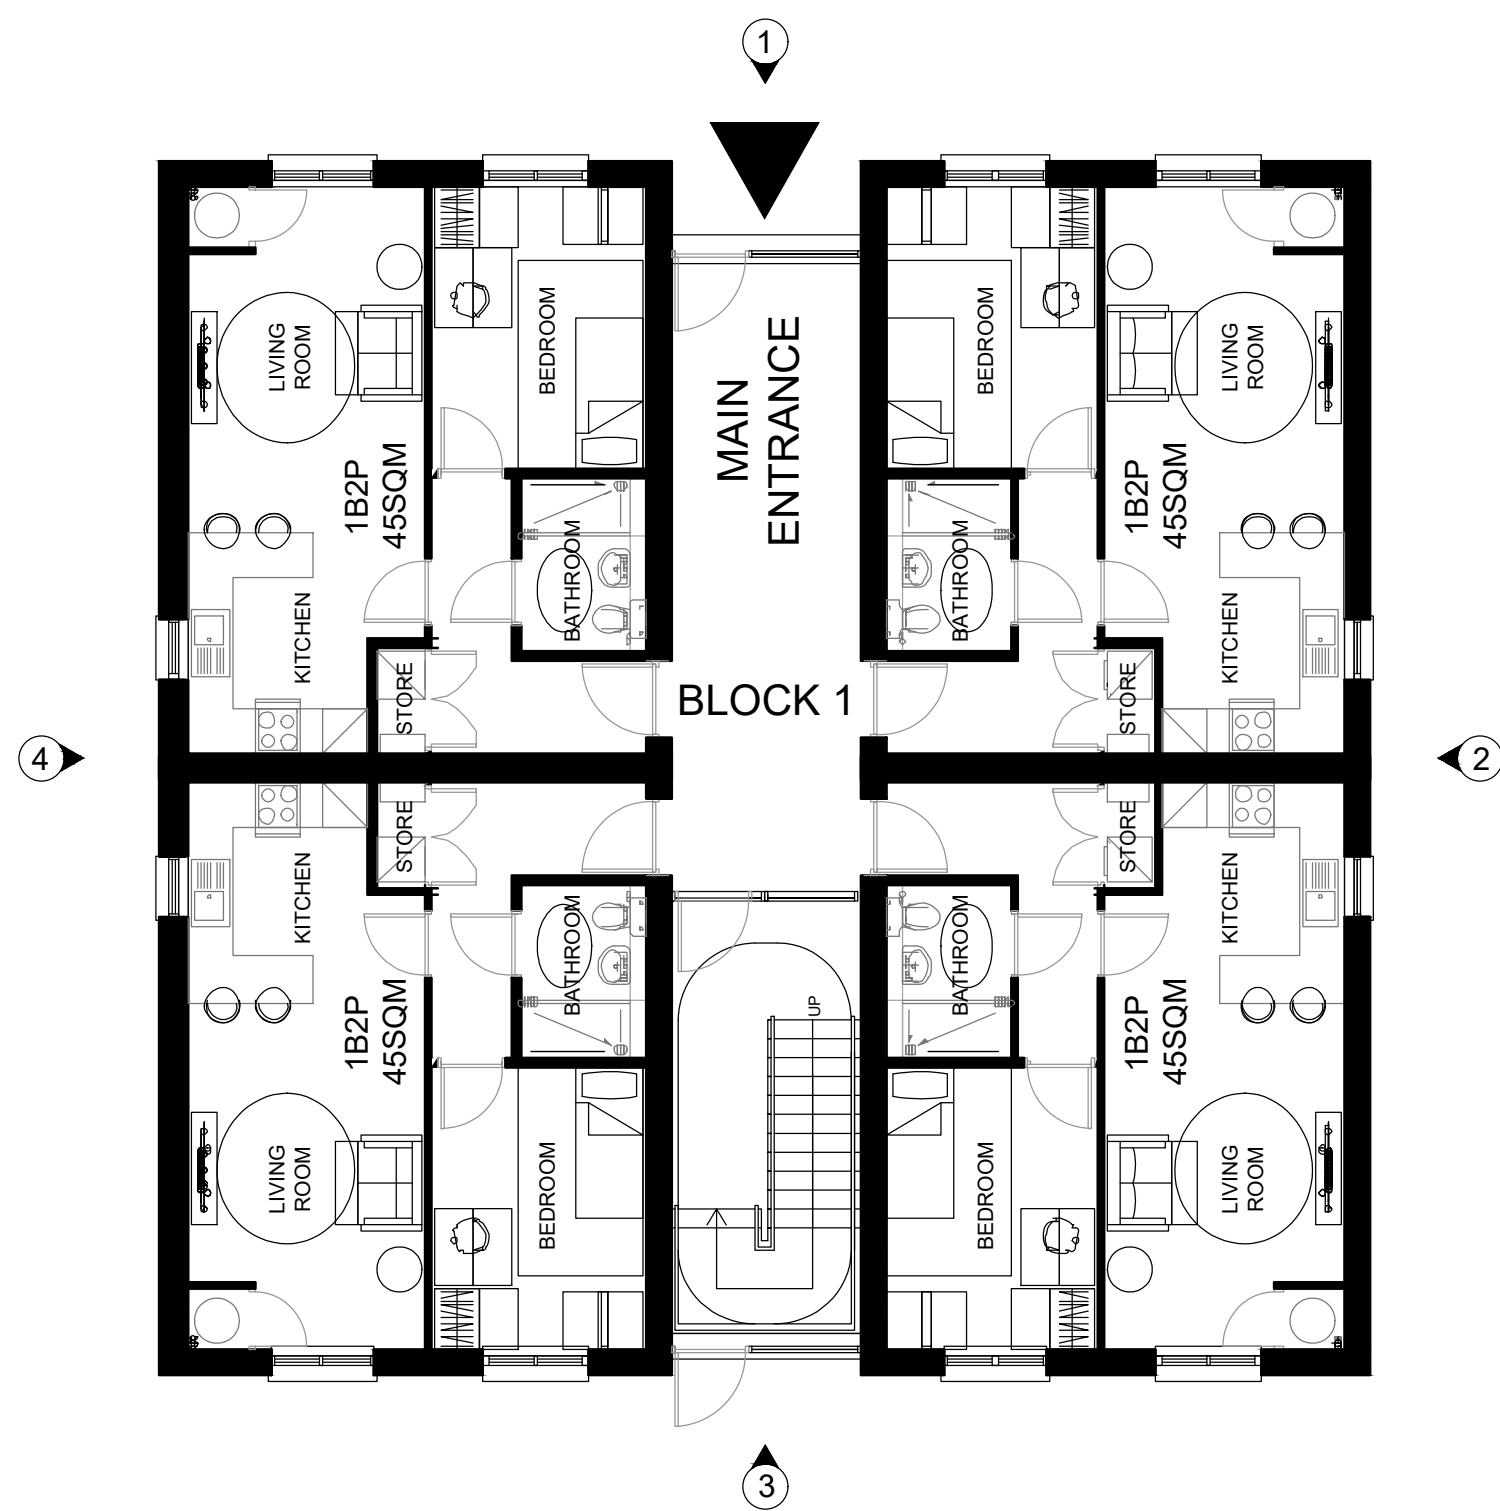 1
LIVING
ROOM
BEDROOM
MAIN
ENTRANCE
BEDROOM
LIVING
ROOM
1B2P
45SQM
1B2P
45SQM
KITCHEN
BATHROOM
BATHROOM
KITCHEN
STORE
BLOCK 1
STORE
4
2
STORE
STORE
KITCHEN
BATHROOM
BATHROOM
KITCHEN
1B2P
45SQM
UP
1B2P
45SQM
LIVING
ROOM
BEDROOM
BEDROOM
LIVING
ROOM
3